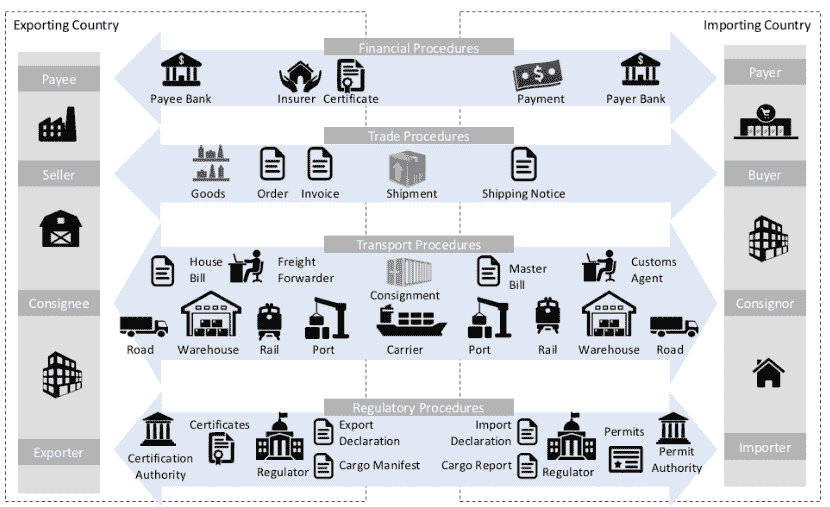 Exporting Country
Importing Country
Financial Procedures
Payee
Payer
Payee Bank
Insurer
Certificate
Payment
Payer Bank
Trade Procedures
Seller
Buyer
Goods
Order
Invoice
Shipment
Shipping Notice
Transport Procedures
House
Bill
Freight
Forwarder
Consignment
Master
Bill
Customs
Agent
Consignee
Consignor
Road
Warehouse
Rail
Port
Carrier
Port
Rail
Warehouse
Road
Regulatory Procedures
Exporter
Importer
Certification
Authority
Certificates
Regulator
Export
Declaration
Cargo Manifest
Import
Declaration
Cargo Report
Regulator
Permits
Permit
Authority